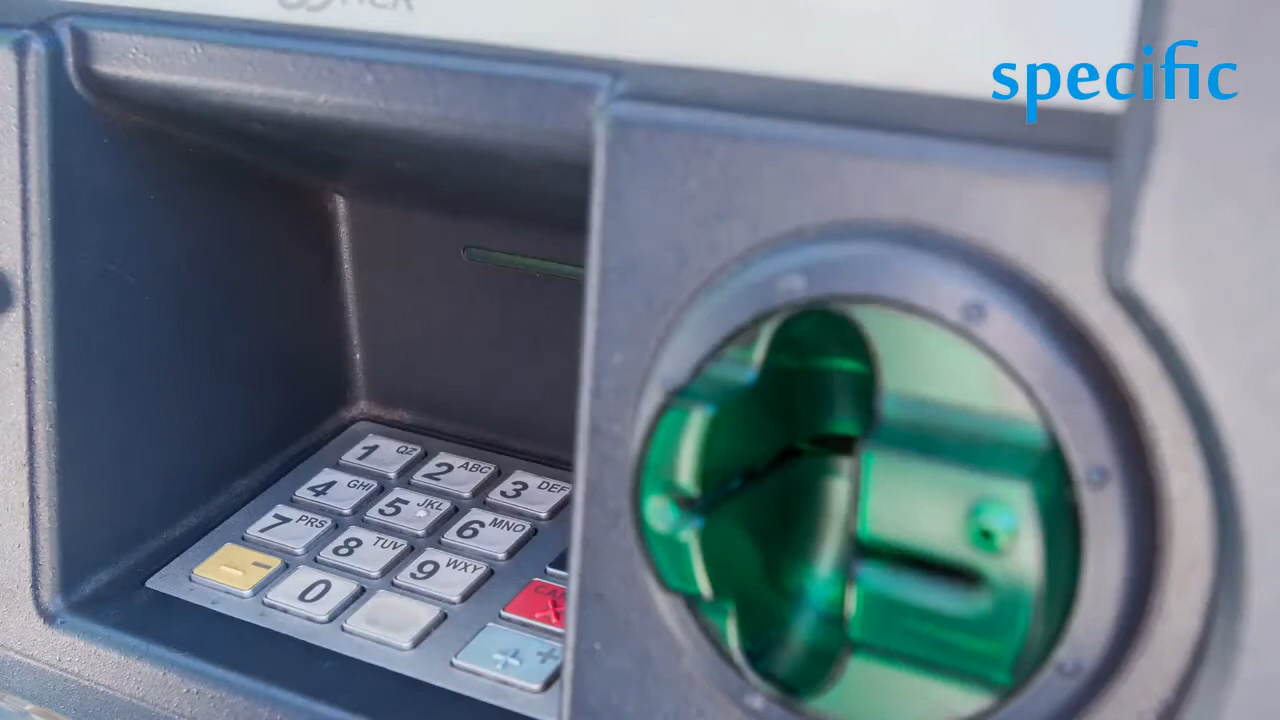 specific
1 QZ
2 ABC
3 DEF
4 GHI
5 JKL
6 MNO
7 PRS
8 TUV
9 WXY
0